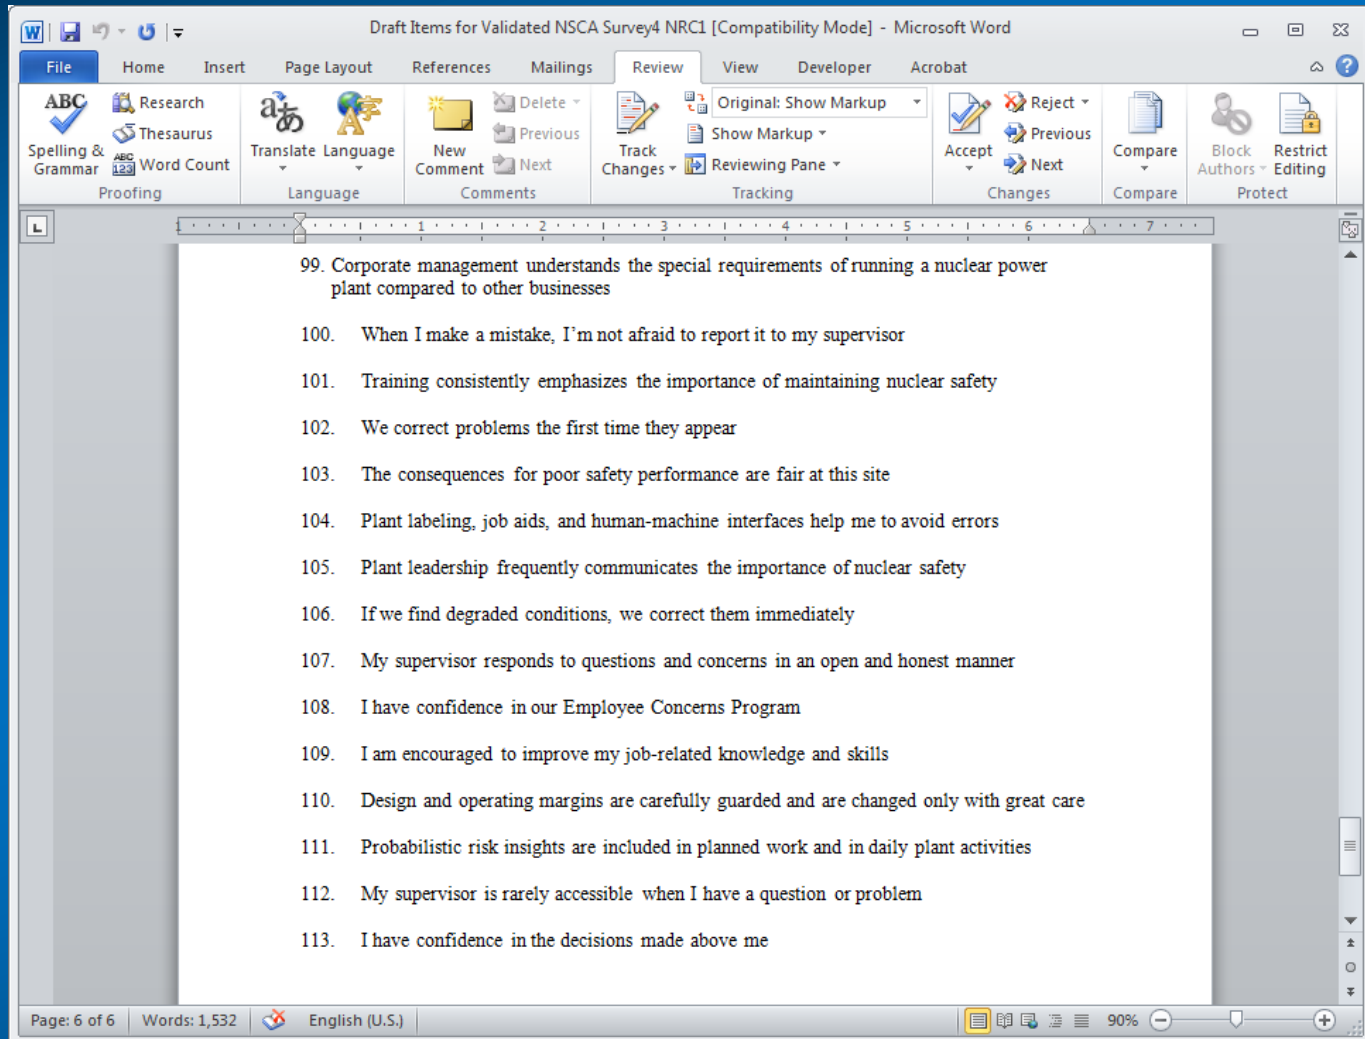 Draft Items for Validated NSCA Survey4 NRC1 [Compatibility Mode] - Microsoft Word
File Home Insert Page Layout References Mailings Review View Developer Acrobat
ABC Spelling & Grammar
Research
Thesaurus
ABC 123 Word Count
Proofing
Translate
Language
Language
New Comment
Delete
Previous
Next
Comments
Track Changes
Original: Show Markup
Show Markup
Reviewing Pane
Tracking
Accept
Reject
Previous
Next
Changes
Compare
Compare
Block Authors
Restrict Editing
Protect
1 1 2 3 4 5 6 7
99. Corporate management understands the special requirements of running a nuclear power
plant compared to other businesses
100. When I make a mistake, I'm not afraid to report it to my supervisor
101. Training consistently emphasizes the importance of maintaining nuclear safety
102. We correct problems the first time they appear
103. The consequences for poor safety performance are fair at this site
104. Plant labeling, job aids, and human-machine interfaces help me to avoid errors
105. Plant leadership frequently communicates the importance of nuclear safety
106. If we find degraded conditions, we correct them immediately
107. My supervisor responds to questions and concerns in an open and honest manner
108. I have confidence in our Employee Concerns Program
109. I am encouraged to improve my job-related knowledge and skills
110. Design and operating margins are carefully guarded and are changed only with great care
111. Probabilistic risk insights are included in planned work and in daily plant activities
112. My supervisor is rarely accessible when I have a question or problem
113. I have confidence in the decisions made above me
Page: 6 of 6 Words: 1,532 English (U.S.) 90%